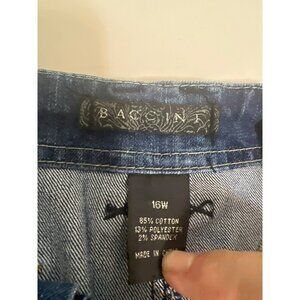 BACCINI
16W
85% COTTON
13% POLYESTER
2% SPANDEX
MADE IN